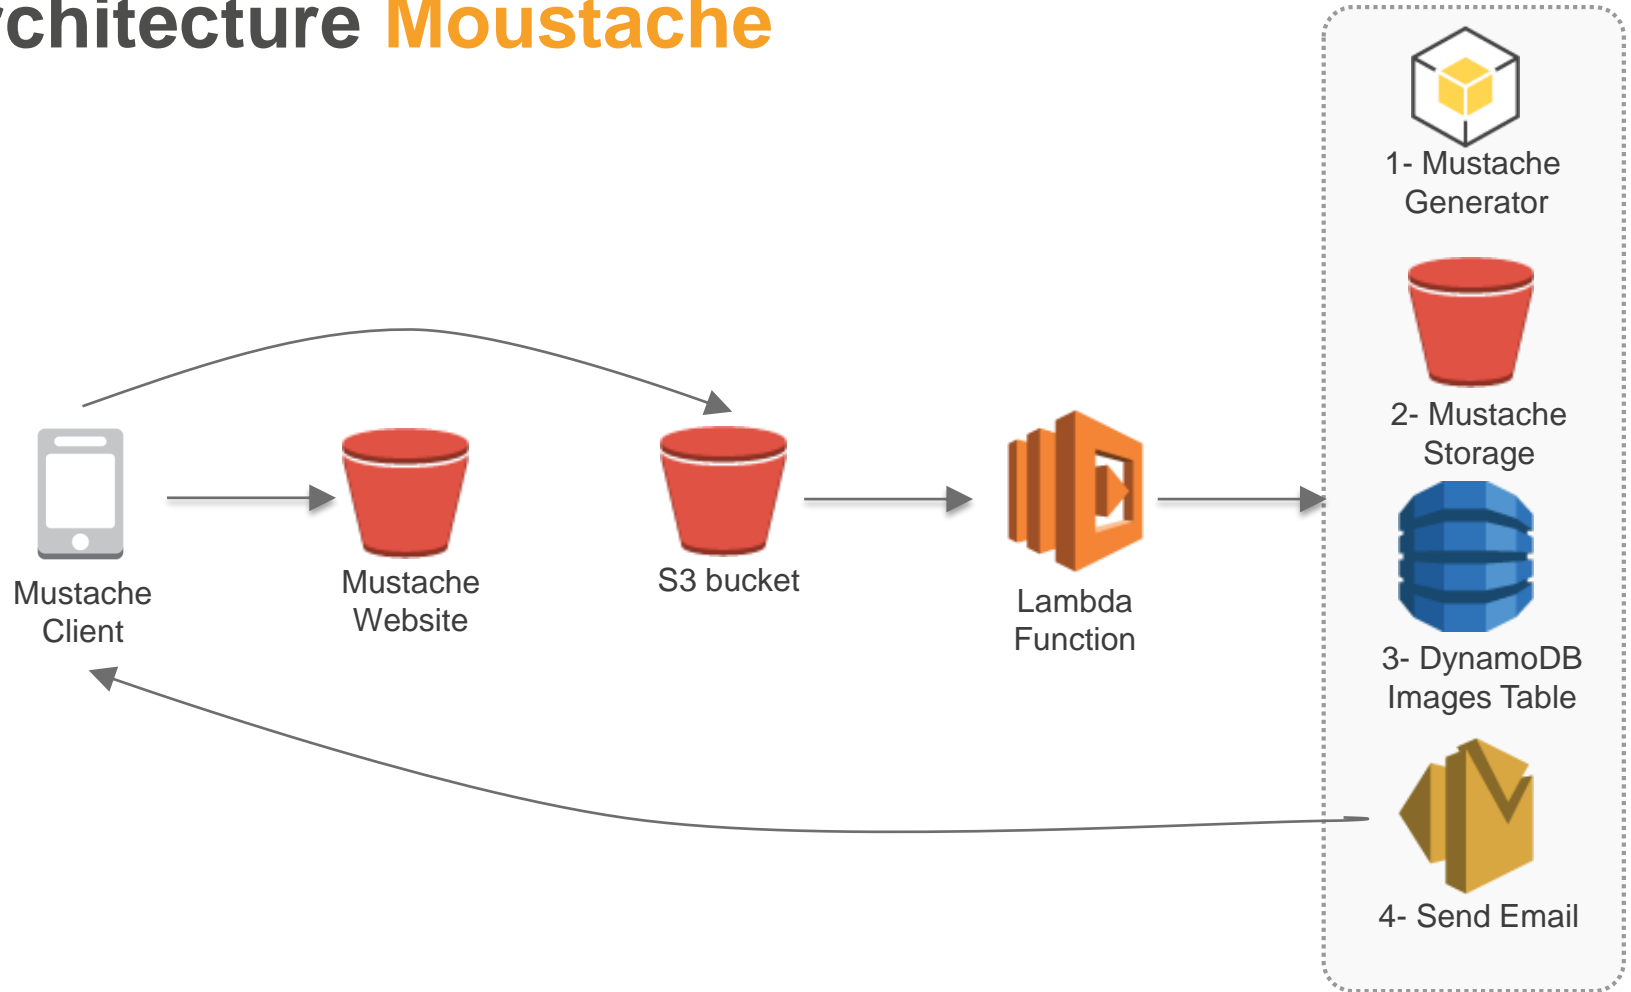 rchitecture Moustache
1- Mustache
Generator
2- Mustache
Storage
3- DynamoDB
Images Table
4- Send Email
Mustache
Client
Mustache
Website
S3 bucket
Lambda
Function